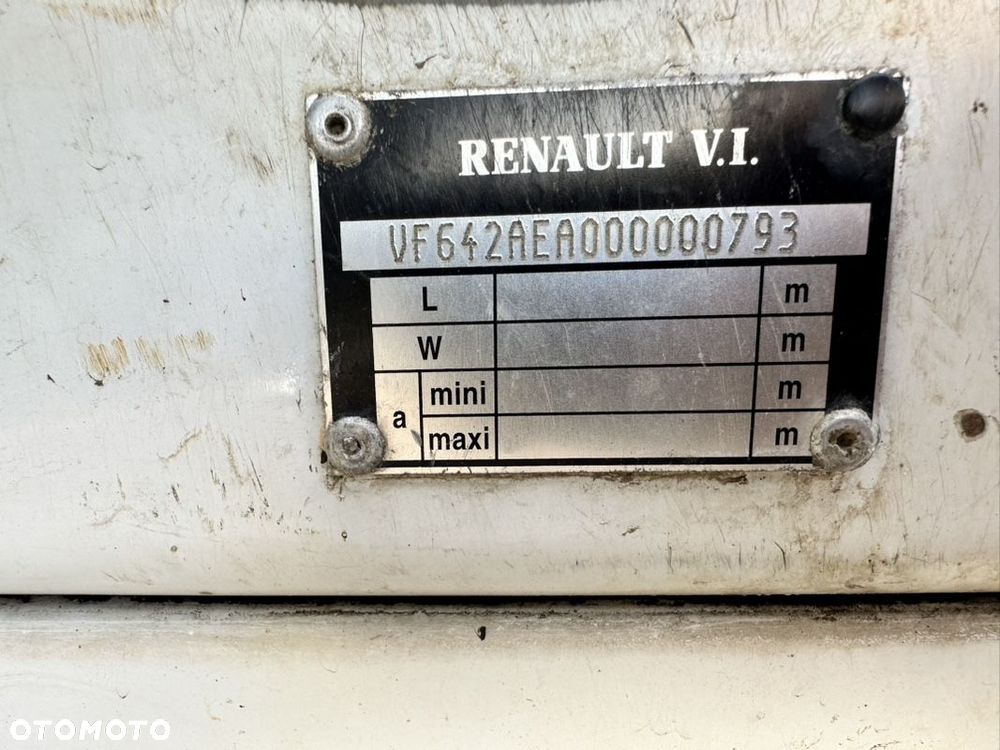 RENAULT V.I.
VF642AEA000000793
L m
W m
a mini m
maxi m
OTOMOTO